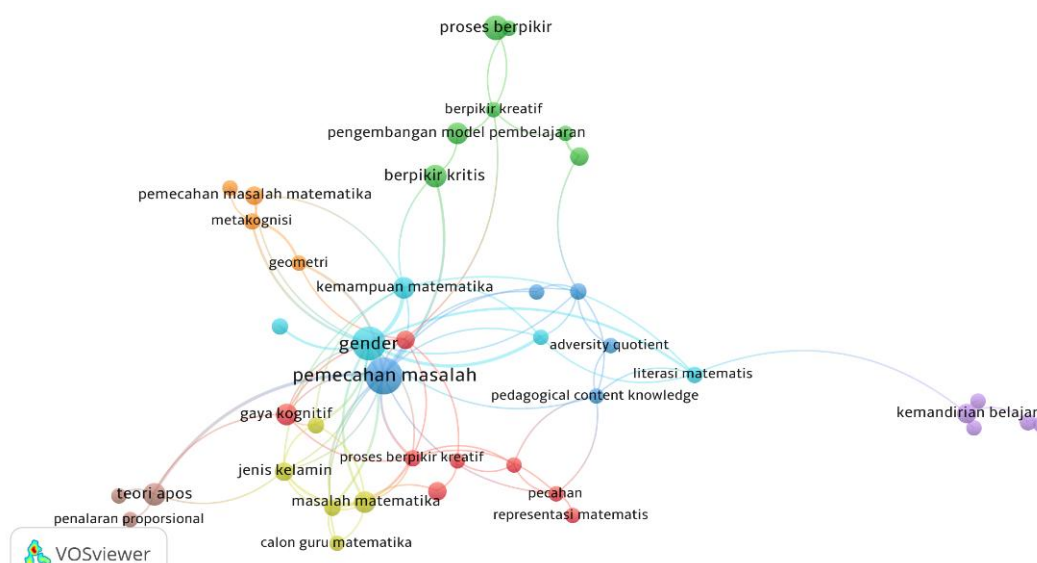 proses berpikir
berpikir kreatif
pengembangan model pembelajaran
berpikir kritis
pemecahan masalah matematika
metakognisi
geometri
kemampuan matematika
gender
adversity quotient
pemecahan masalah
literasi matematis
pedagogical content knowledge
gaya kognitif
kemandirian belajar
proses berpikir kreatif
jenis kelamin
teori apos
masalah matematika
pecahan
penalaran proporsional
representasi matematis
calon guru matematika
VOSviewer